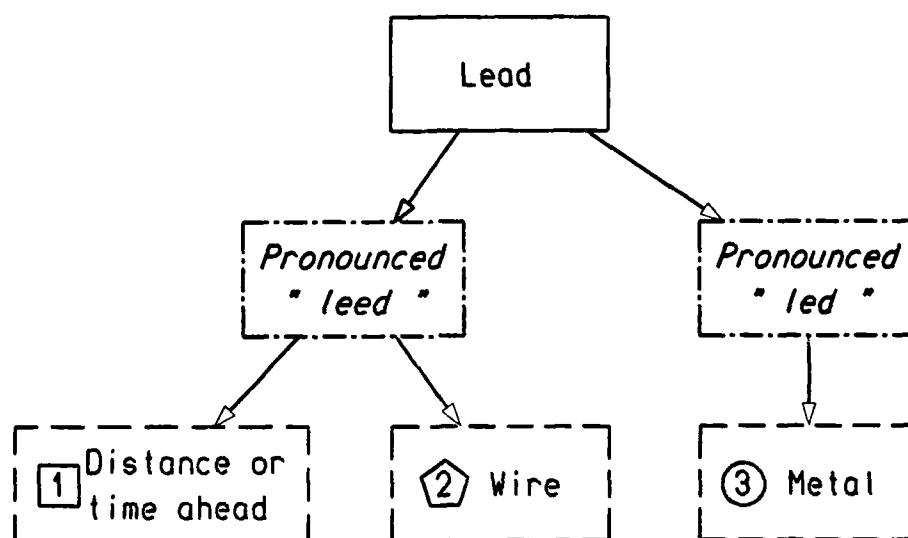 Lead
Pronounced
" leed "
Pronounced
" led "
1 Distance or
time ahead
2 Wire
3 Metal